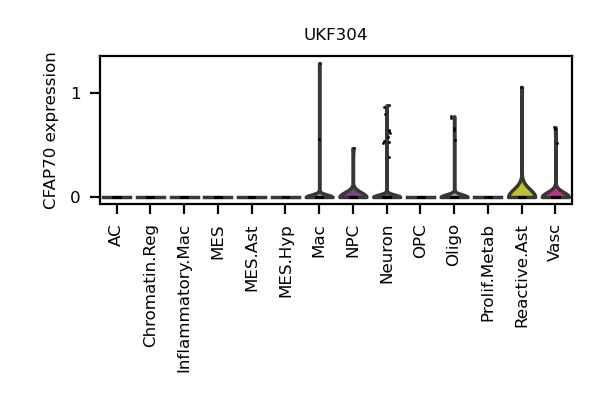 UKF304
CFAP70 expression
1
0
AC
Chromatin.Reg
Inflammatory.Mac
MES
MES.Ast
MES.Hyp
Mac
NPC
Neuron
OPC
Oligo
Prolif.Metab
Reactive.Ast
Vasc